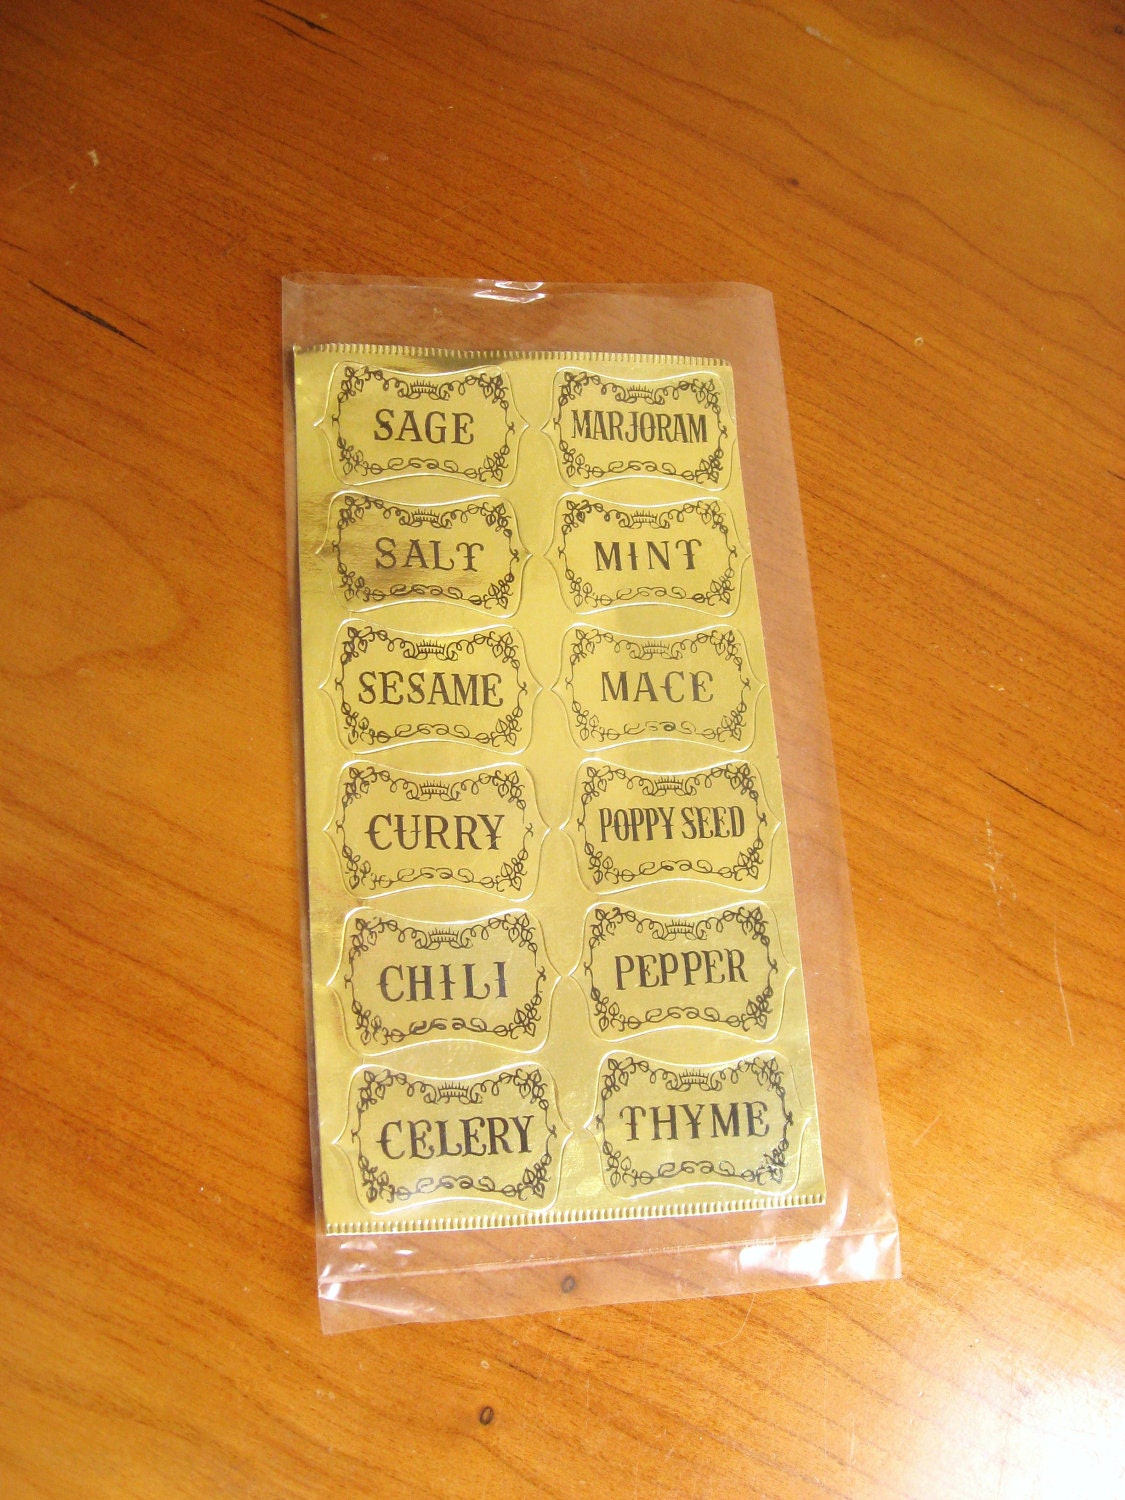 SAGE
MARJORAM
SALT
MINT
SESAME
MACE
CURRY
POPPY SEED
CHILI
PEPPER
CELERY
THYME